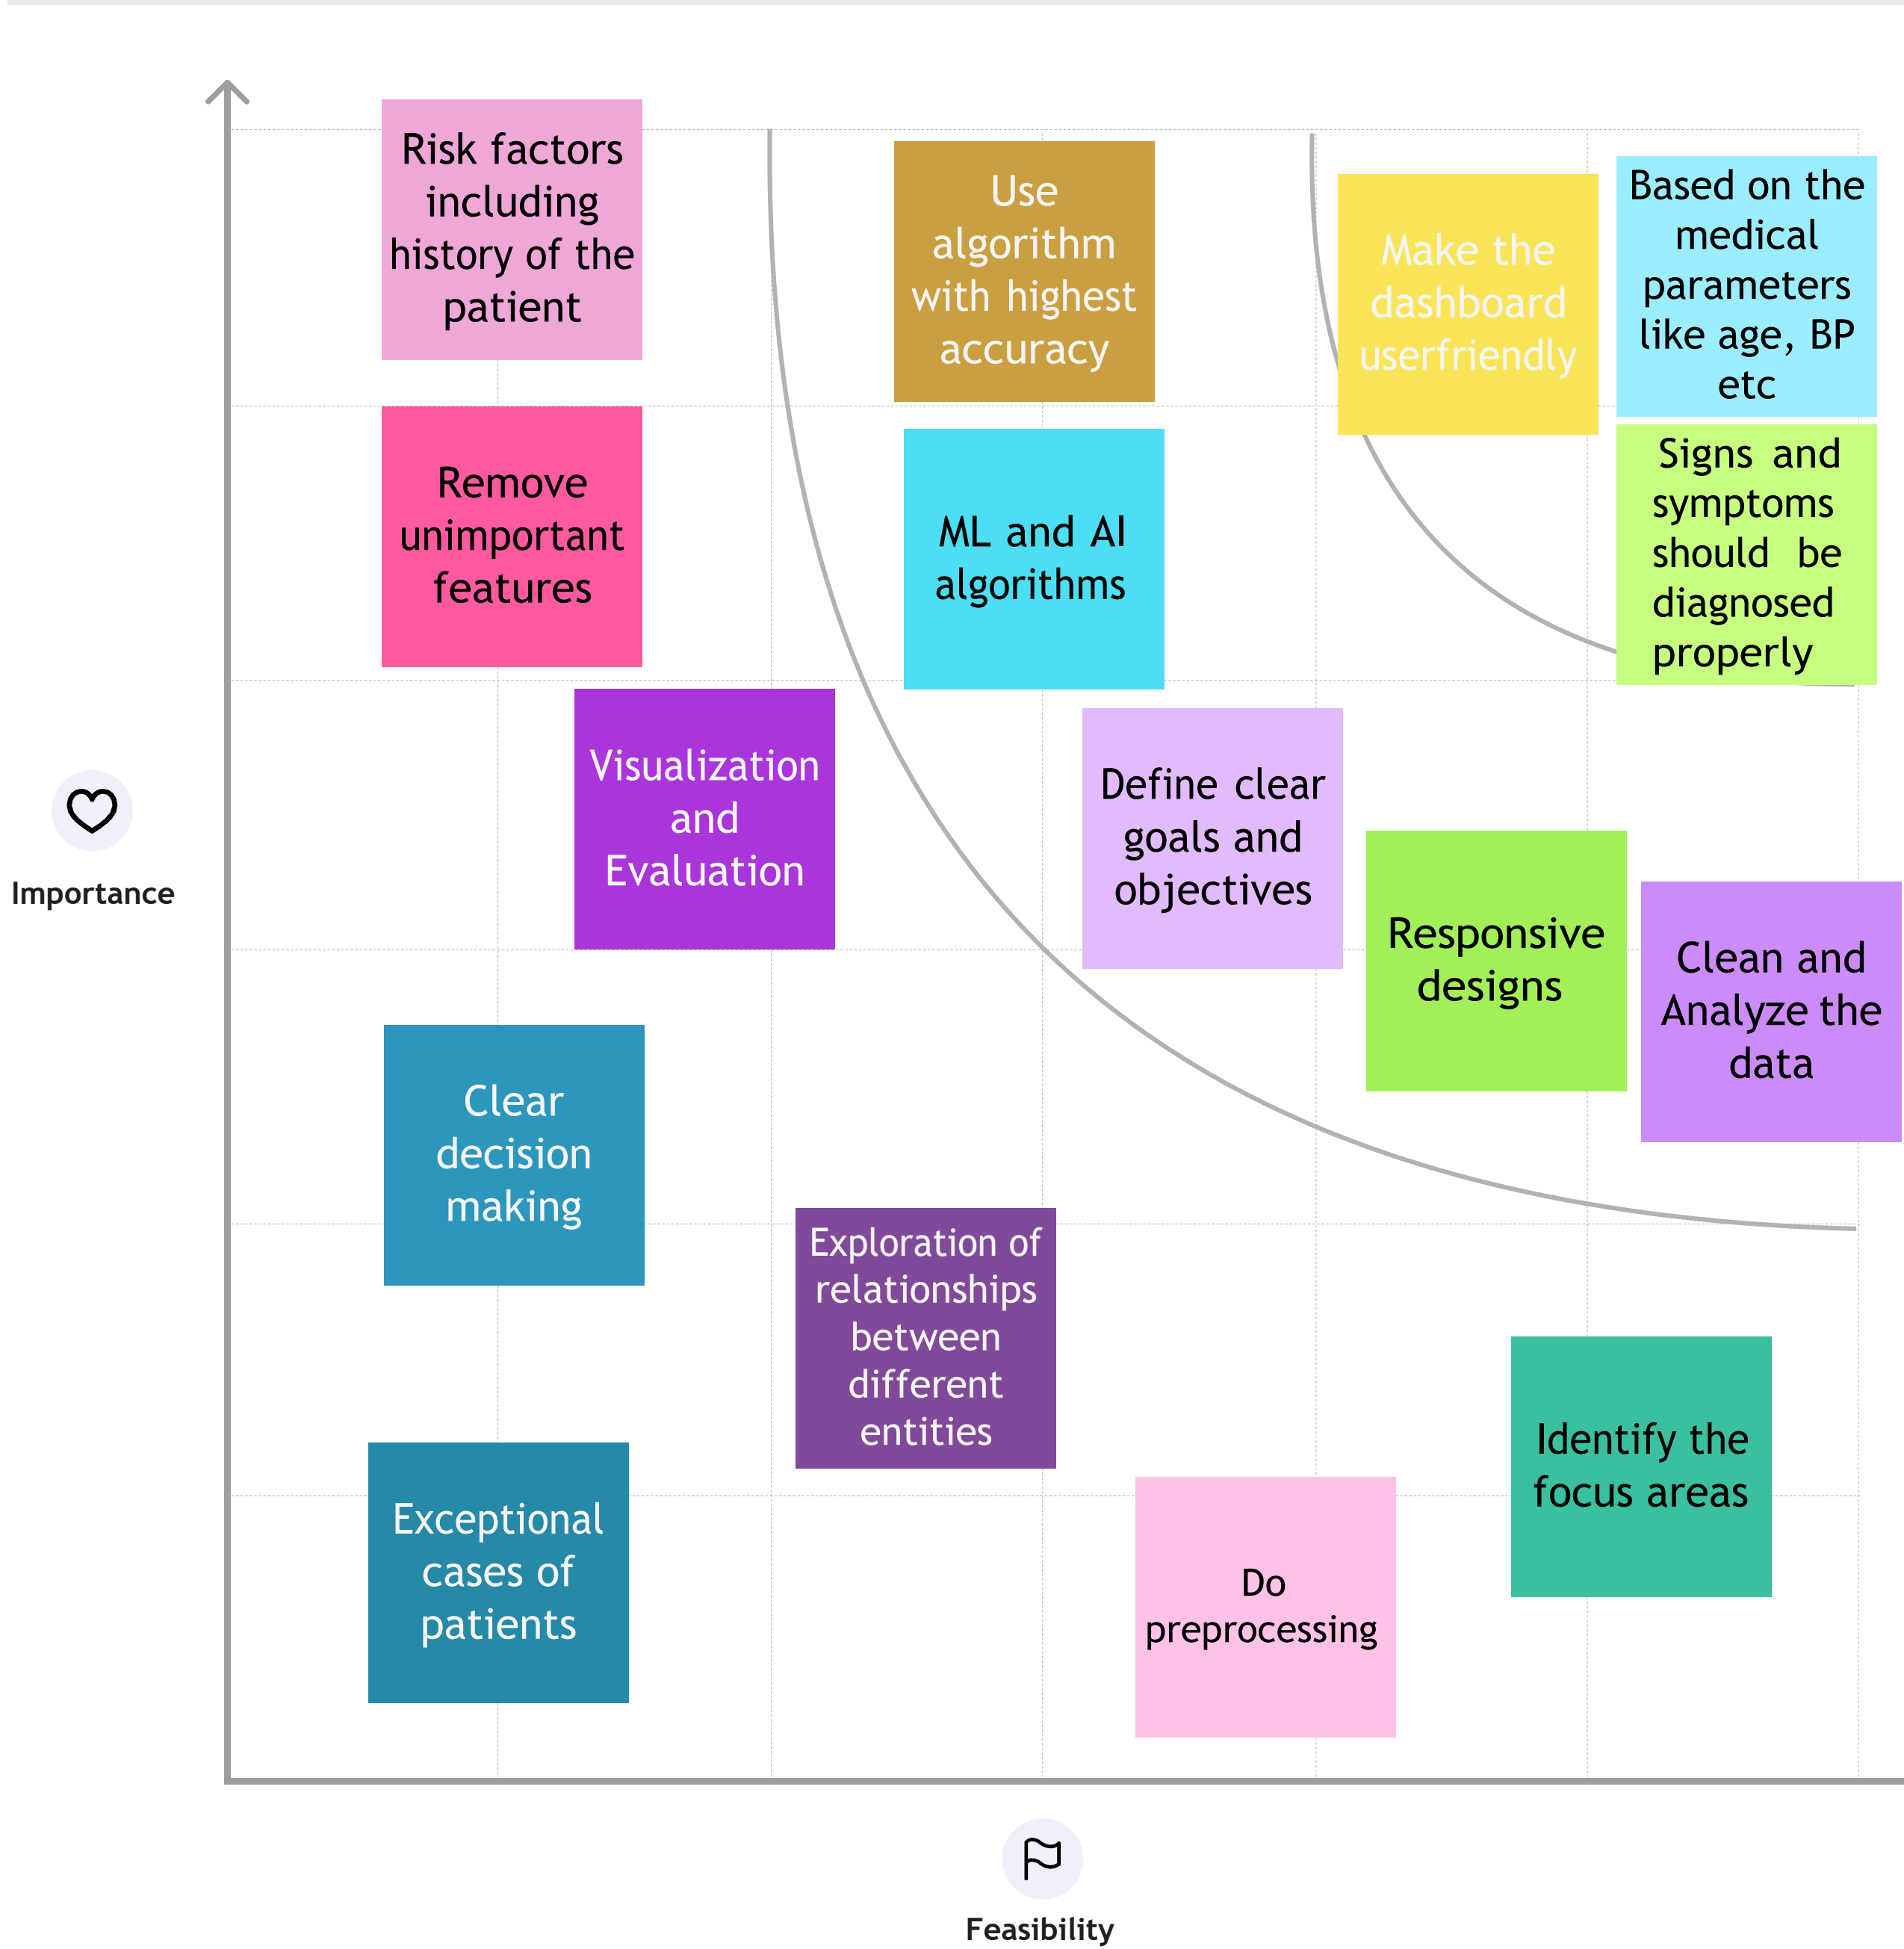 Risk factors
including
history of the
patient
Use
algorithm
with highest
accuracy
Make the
dashboard
userfriendly
Based on the
medical
parameters
like age, BP
etc
Remove
unimportant
features
ML and AI
algorithms
Signs and
symptoms
should be
diagnosed
properly
Visualization
and
Evaluation
Define clear
goals and
objectives
Responsive
designs
Clean and
Analyze the
data
Importance
Clear
decision
making
Exploration of
relationships
between
different
entities
Identify the
focus areas
Exceptional
cases of
patients
Do
preprocessing
Feasibility